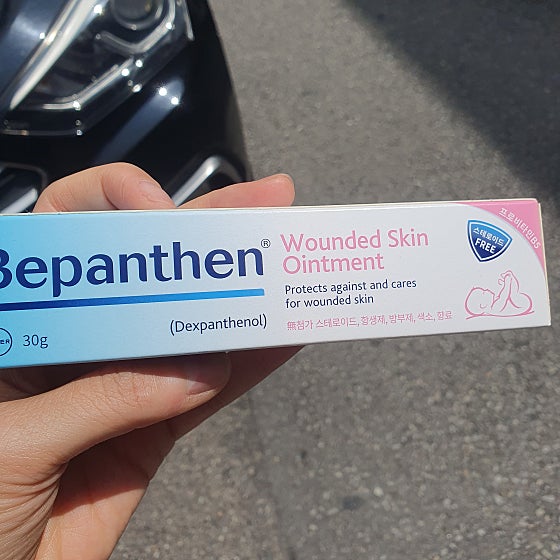 Bepanthen®
Wounded Skin
Ointment
Protects against and cares
for wounded skin
(Dexpanthenol)
無첨가 스테로이드, 항생제, 방부제, 색소, 향료
30g
스테로이드
FREE
프로비타민B5